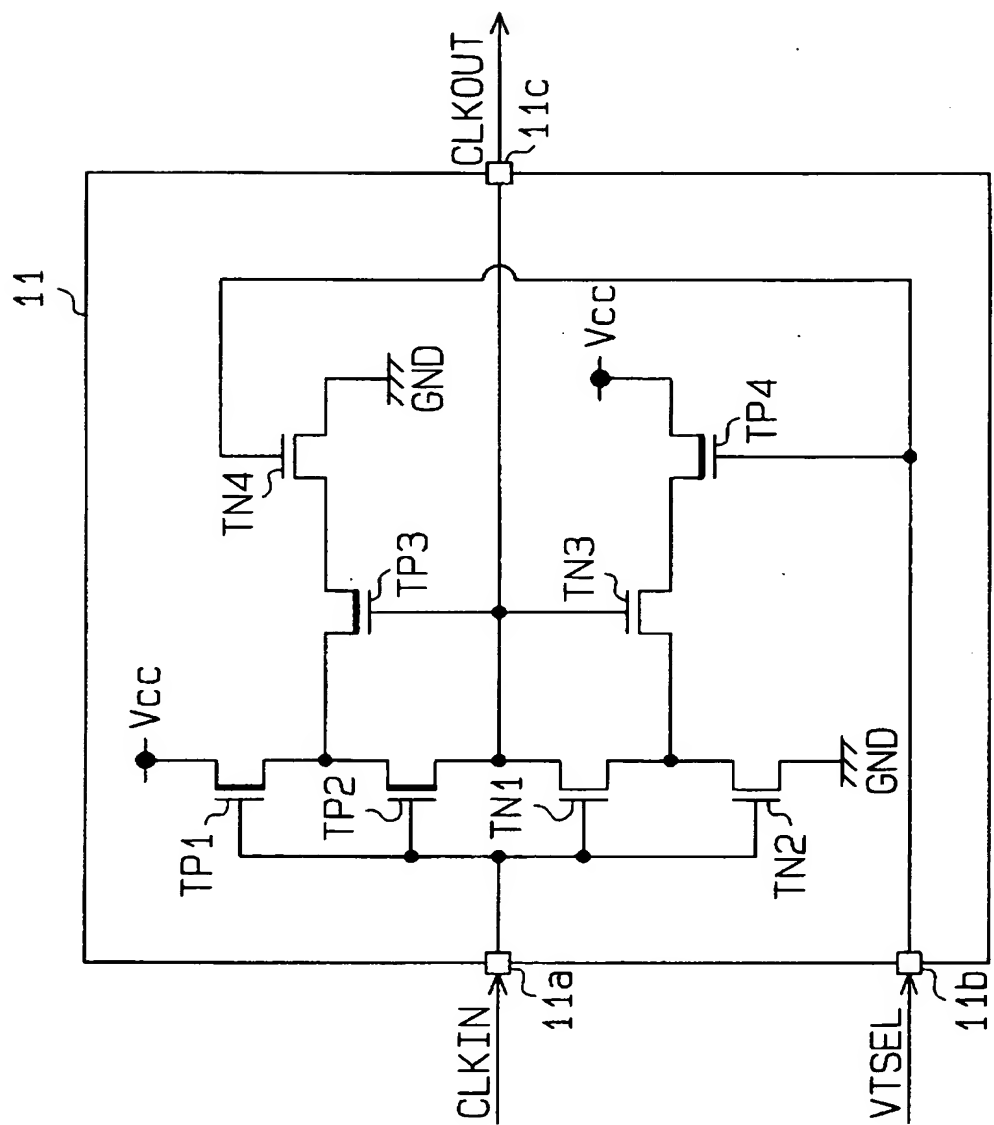 11
CLKOUT
11c
Vcc
TP1
TP2
TN1
TN2
GND
TP3
TN3
TN4
GND
Vcc
TP4
CLKIN
11a
VTSEL
11b